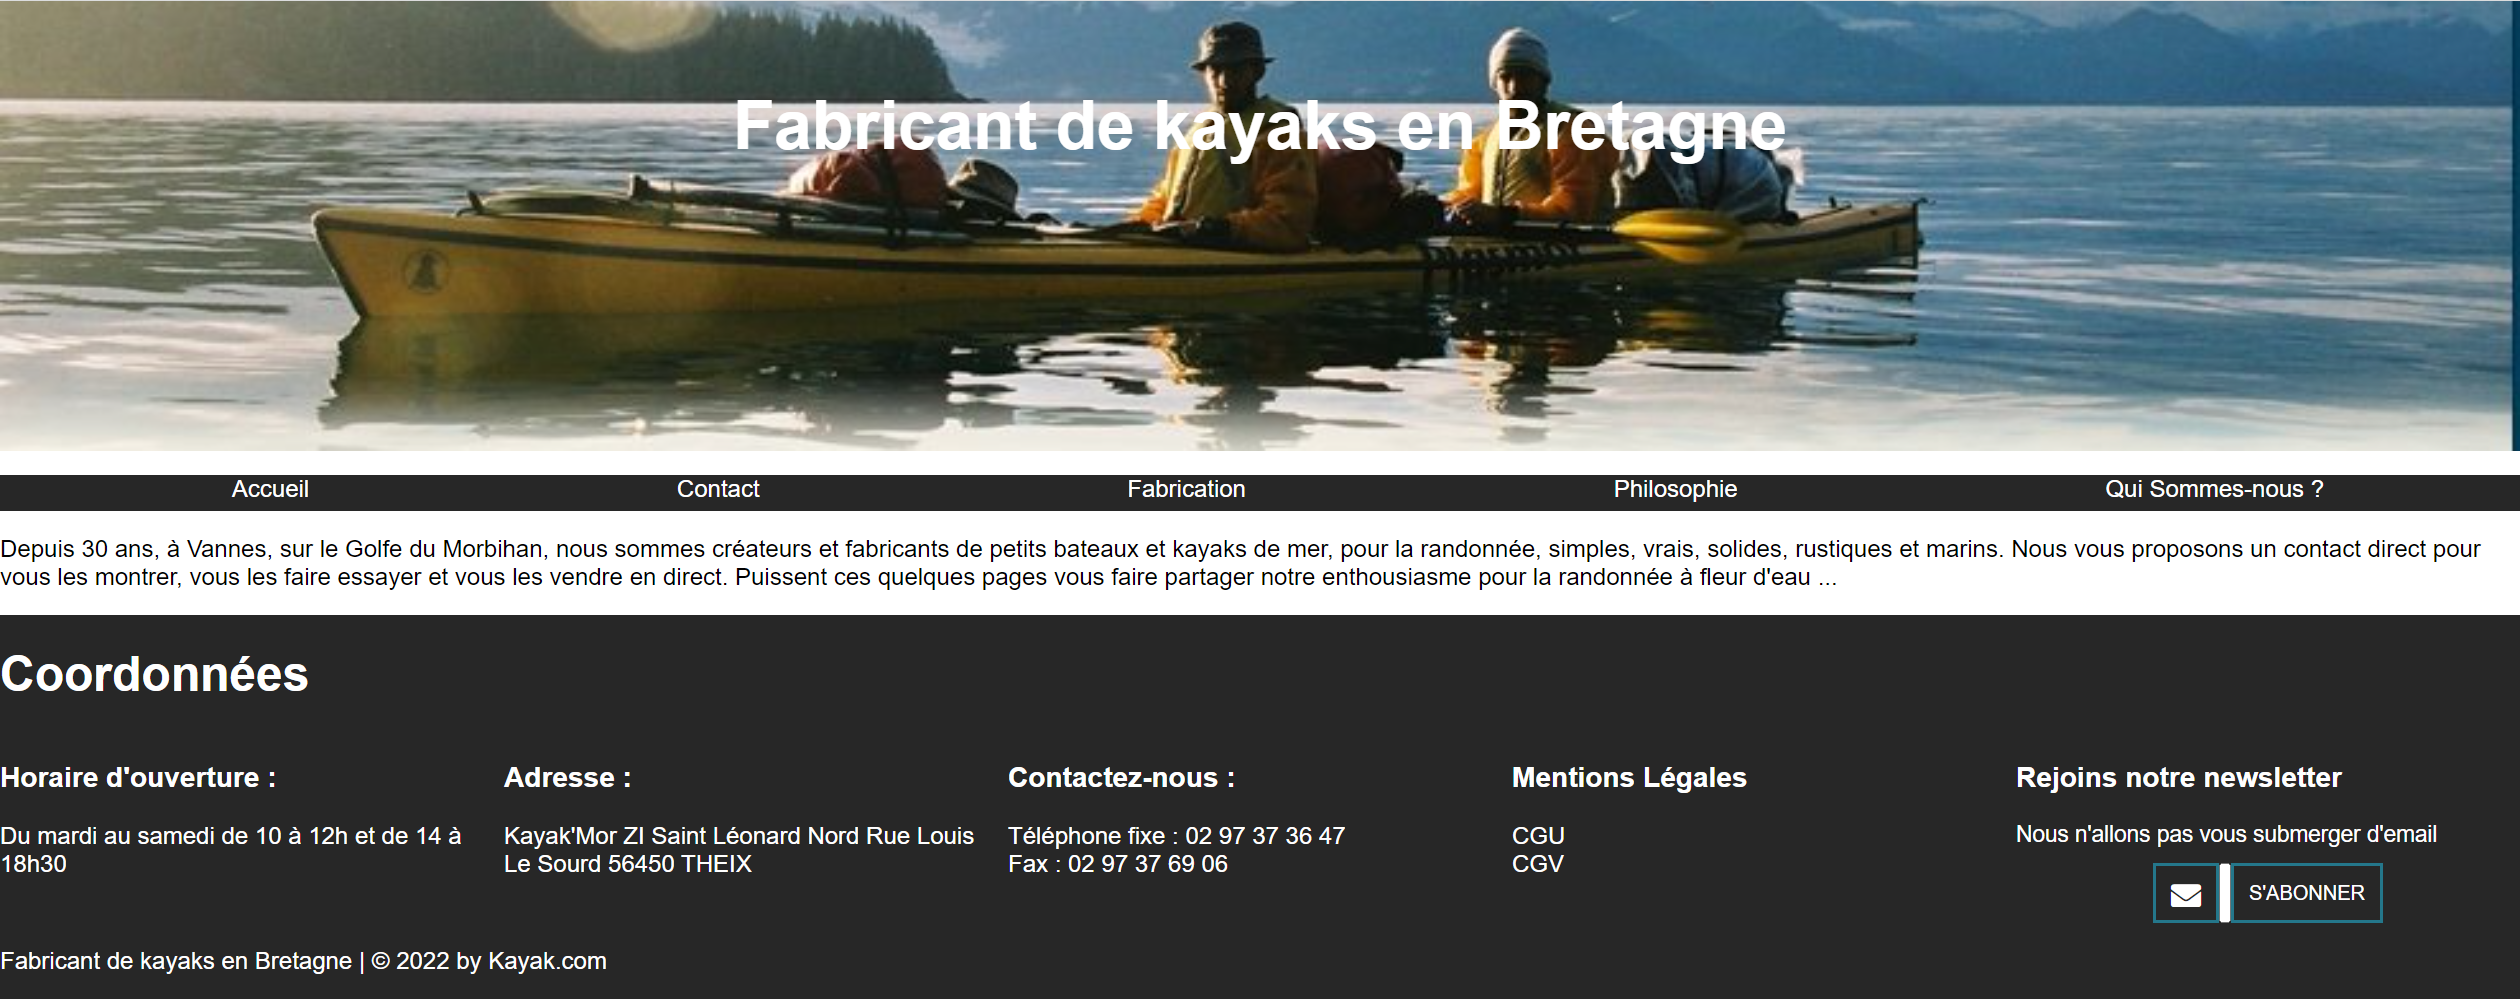 Fabricant de kayaks en Bretagne
Accueil
Contact
Fabrication
Philosophie
Qui Sommes-nous ?
Depuis 30 ans, à Vannes, sur le Golfe du Morbihan, nous sommes créateurs et fabricants de petits bateaux et kayaks de mer, pour la randonnée, simples, vrais, solides, rustiques et marins. Nous vous proposons un contact direct pour
vous les montrer, vous les faire essayer et vous les vendre en direct. Puissent ces quelques pages vous faire partager notre enthousiasme pour la randonnée à fleur d'eau ...
Coordonnées
Horaire d'ouverture :
Du mardi au samedi de 10 à 12h et de 14 à
18h30
Adresse :
Kayak'Mor ZI Saint Léonard Nord Rue Louis
Le Sourd 56450 THEIX
Contactez-nous :
Téléphone fixe : 02 97 37 36 47
Fax : 02 97 37 69 06
Mentions Légales
CGU
CGV
Rejoins notre newsletter
Nous n'allons pas vous submerger d'email
S'ABONNER
Fabricant de kayaks en Bretagne | © 2022 by Kayak.com